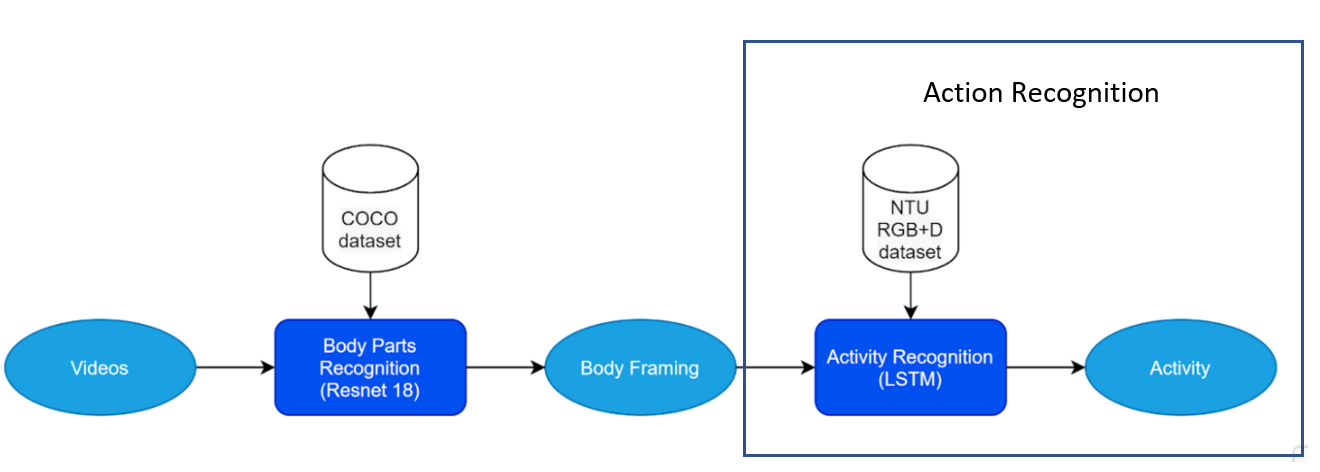 Action Recognition
COCO
dataset
NTU
RGB+D
dataset
Videos
Body Parts
Recognition
(Resnet 18)
Body Framing
Activity Recognition
(LSTM)
Activity